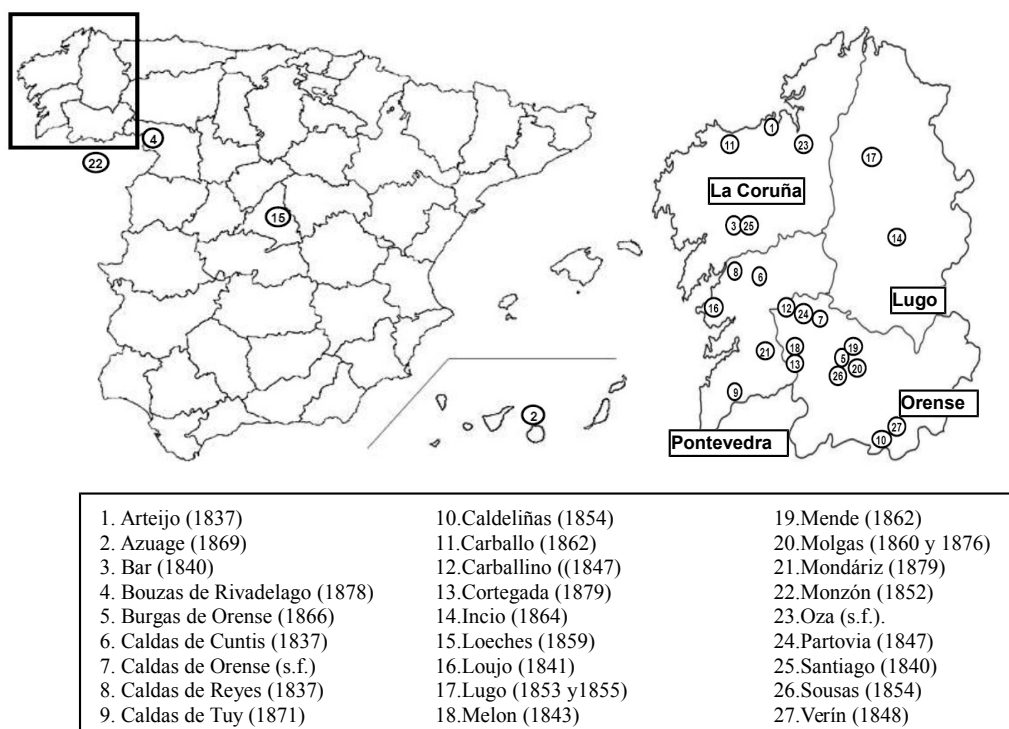 4
22
15
2
1
11
23
17
La Coruña
3
25
14
8
6
Lugo
16
12
24
7
21
18
19
5
13
20
26
9
Orense
27
Pontevedra
10
1. Arteijo (1837)
2. Azuage (1869)
3. Bar (1840)
4. Bouzas de Rivadelago (1878)
5. Burgas de Orense (1866)
6. Caldas de Cuntis (1837)
7. Caldas de Orense (s.f)
8. Caldas de Reyes (1837)
9. Caldas de Tuy (1871)
10.Caldeliñas (1854)
11.Carballo (1862)
12.Carballino ((1847)
13.Cortegada (1879)
14.Incio (1864)
15.Loeches (1859)
16.Loujo (1841)
17.Lugo (1853 y1855)
18.Melon (1843)
19.Mende (1862)
20.Molgas (1860 y 1876)
21.Mondáriz (1879)
22.Monzón (1852)
23.Oza (s.f.).
24.Partovia (1847)
25.Santiago (1840)
26.Sousas (1854)
27.Verín (1848)